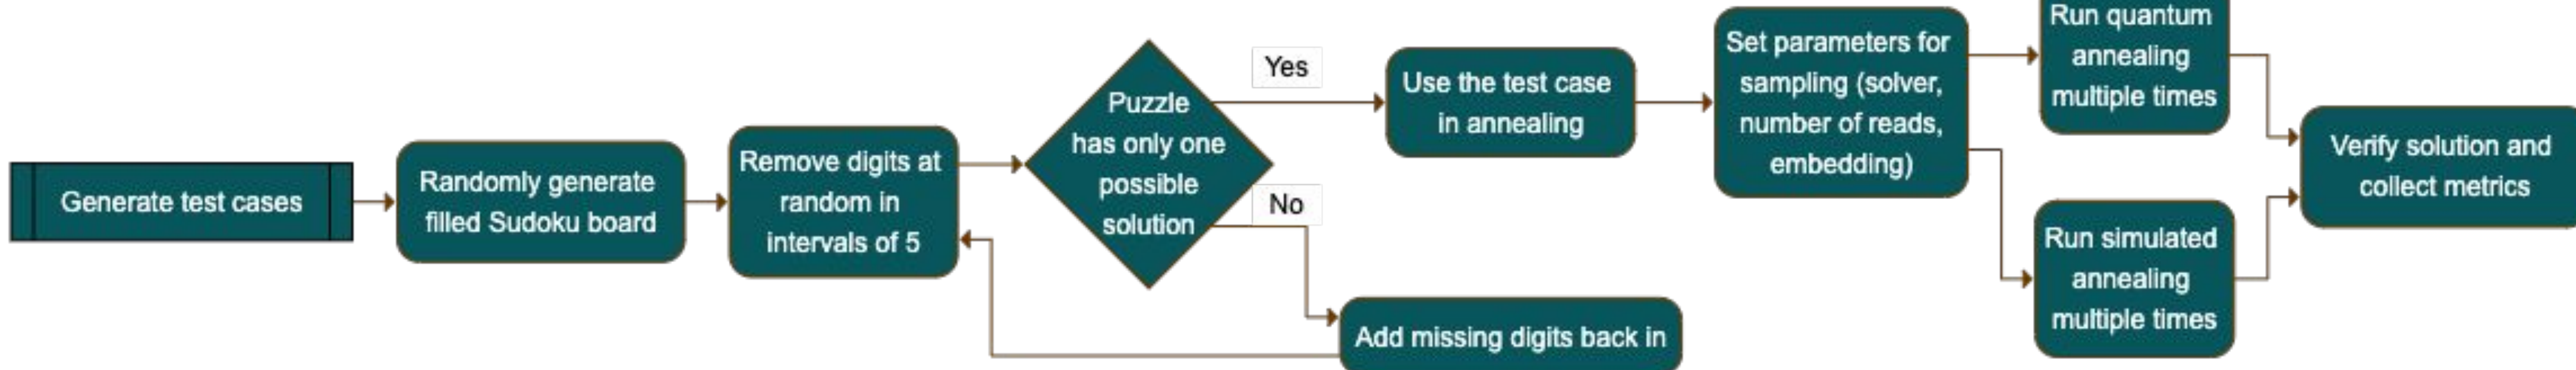 Generate test cases
Randomly generate
filled Sudoku board
Remove digits at
random in
intervals of 5
Puzzle
has only one
possible
solution
Yes
No
Use the test case
in annealing
Add missing digits back in
Set parameters for
sampling (solver,
number of reads,
embedding)
Run quantum
annealing
multiple times
Run simulated
annealing
multiple times
Verify solution and
collect metrics